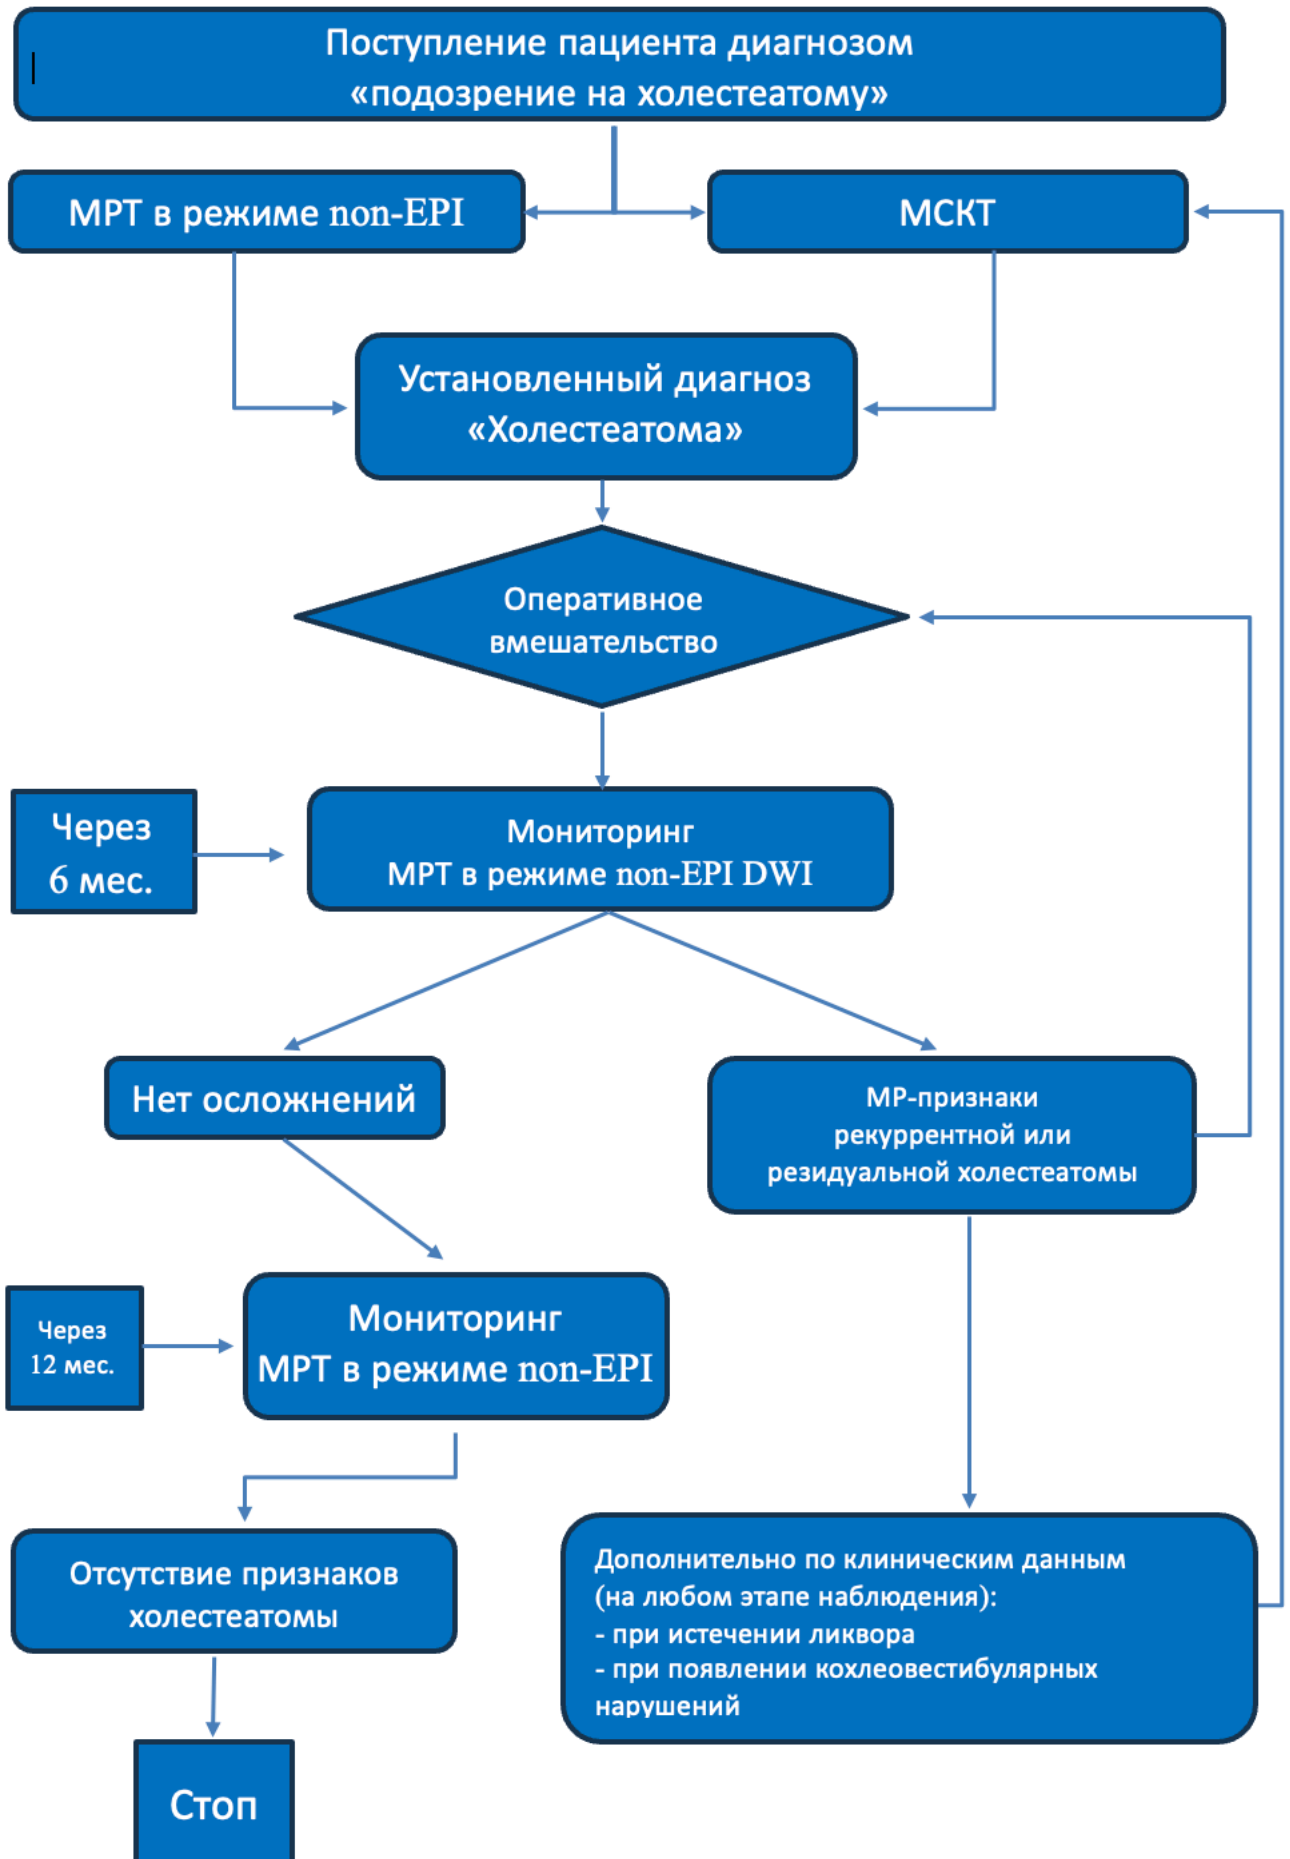 Поступление пациента диагнозом
«подозрение на холестеатому»
МРТ в режиме non-EPI
МСКТ
Установленный диагноз
«Холестеатома»
Оперативное
вмешательство
Через
6 мес.
Мониторинг
МРТ в режиме non-EPI DWI
Нет осложнений
МР-признаки
рекуррентной или
резидуальной холестеатомы
Через
12 мес.
Мониторинг
МРТ в режиме non-EPI
Отсутствие признаков
холестеатомы
Дополнительно по клиническим данным
(на любом этапе наблюдения):
- при истечении ликвора
- при появлении кохлеовестибулярных
нарушений
Стоп